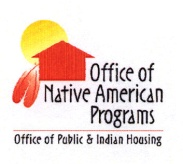 Office of
Native American
Programs
Office of Public & Indian Housing